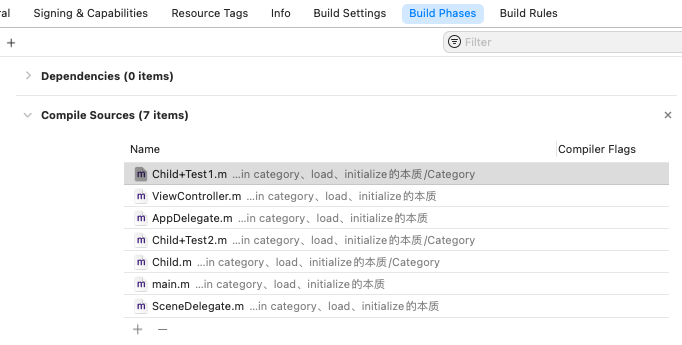 ral Signing & Capabilities Resource Tags Info Build Settings Build Phases Build Rules
+ Filter
Dependencies (0 items)
Compile Sources (7 items) ×
Name Compiler Flags
m Child+Test1.m ...in category、load、initialize的本质/Category
m ViewController.m ...in category、load、initialize的本质
m AppDelegate.m ...in category、load、initialize的本质
m Child+Test2.m ...in category、load、initialize的本质/Category
m Child.m ...in category、load、initialize的本质/Category
m main.m ...in category、load、initialize的本质
m SceneDelegate.m ...in category、load、initialize的本质
+ −